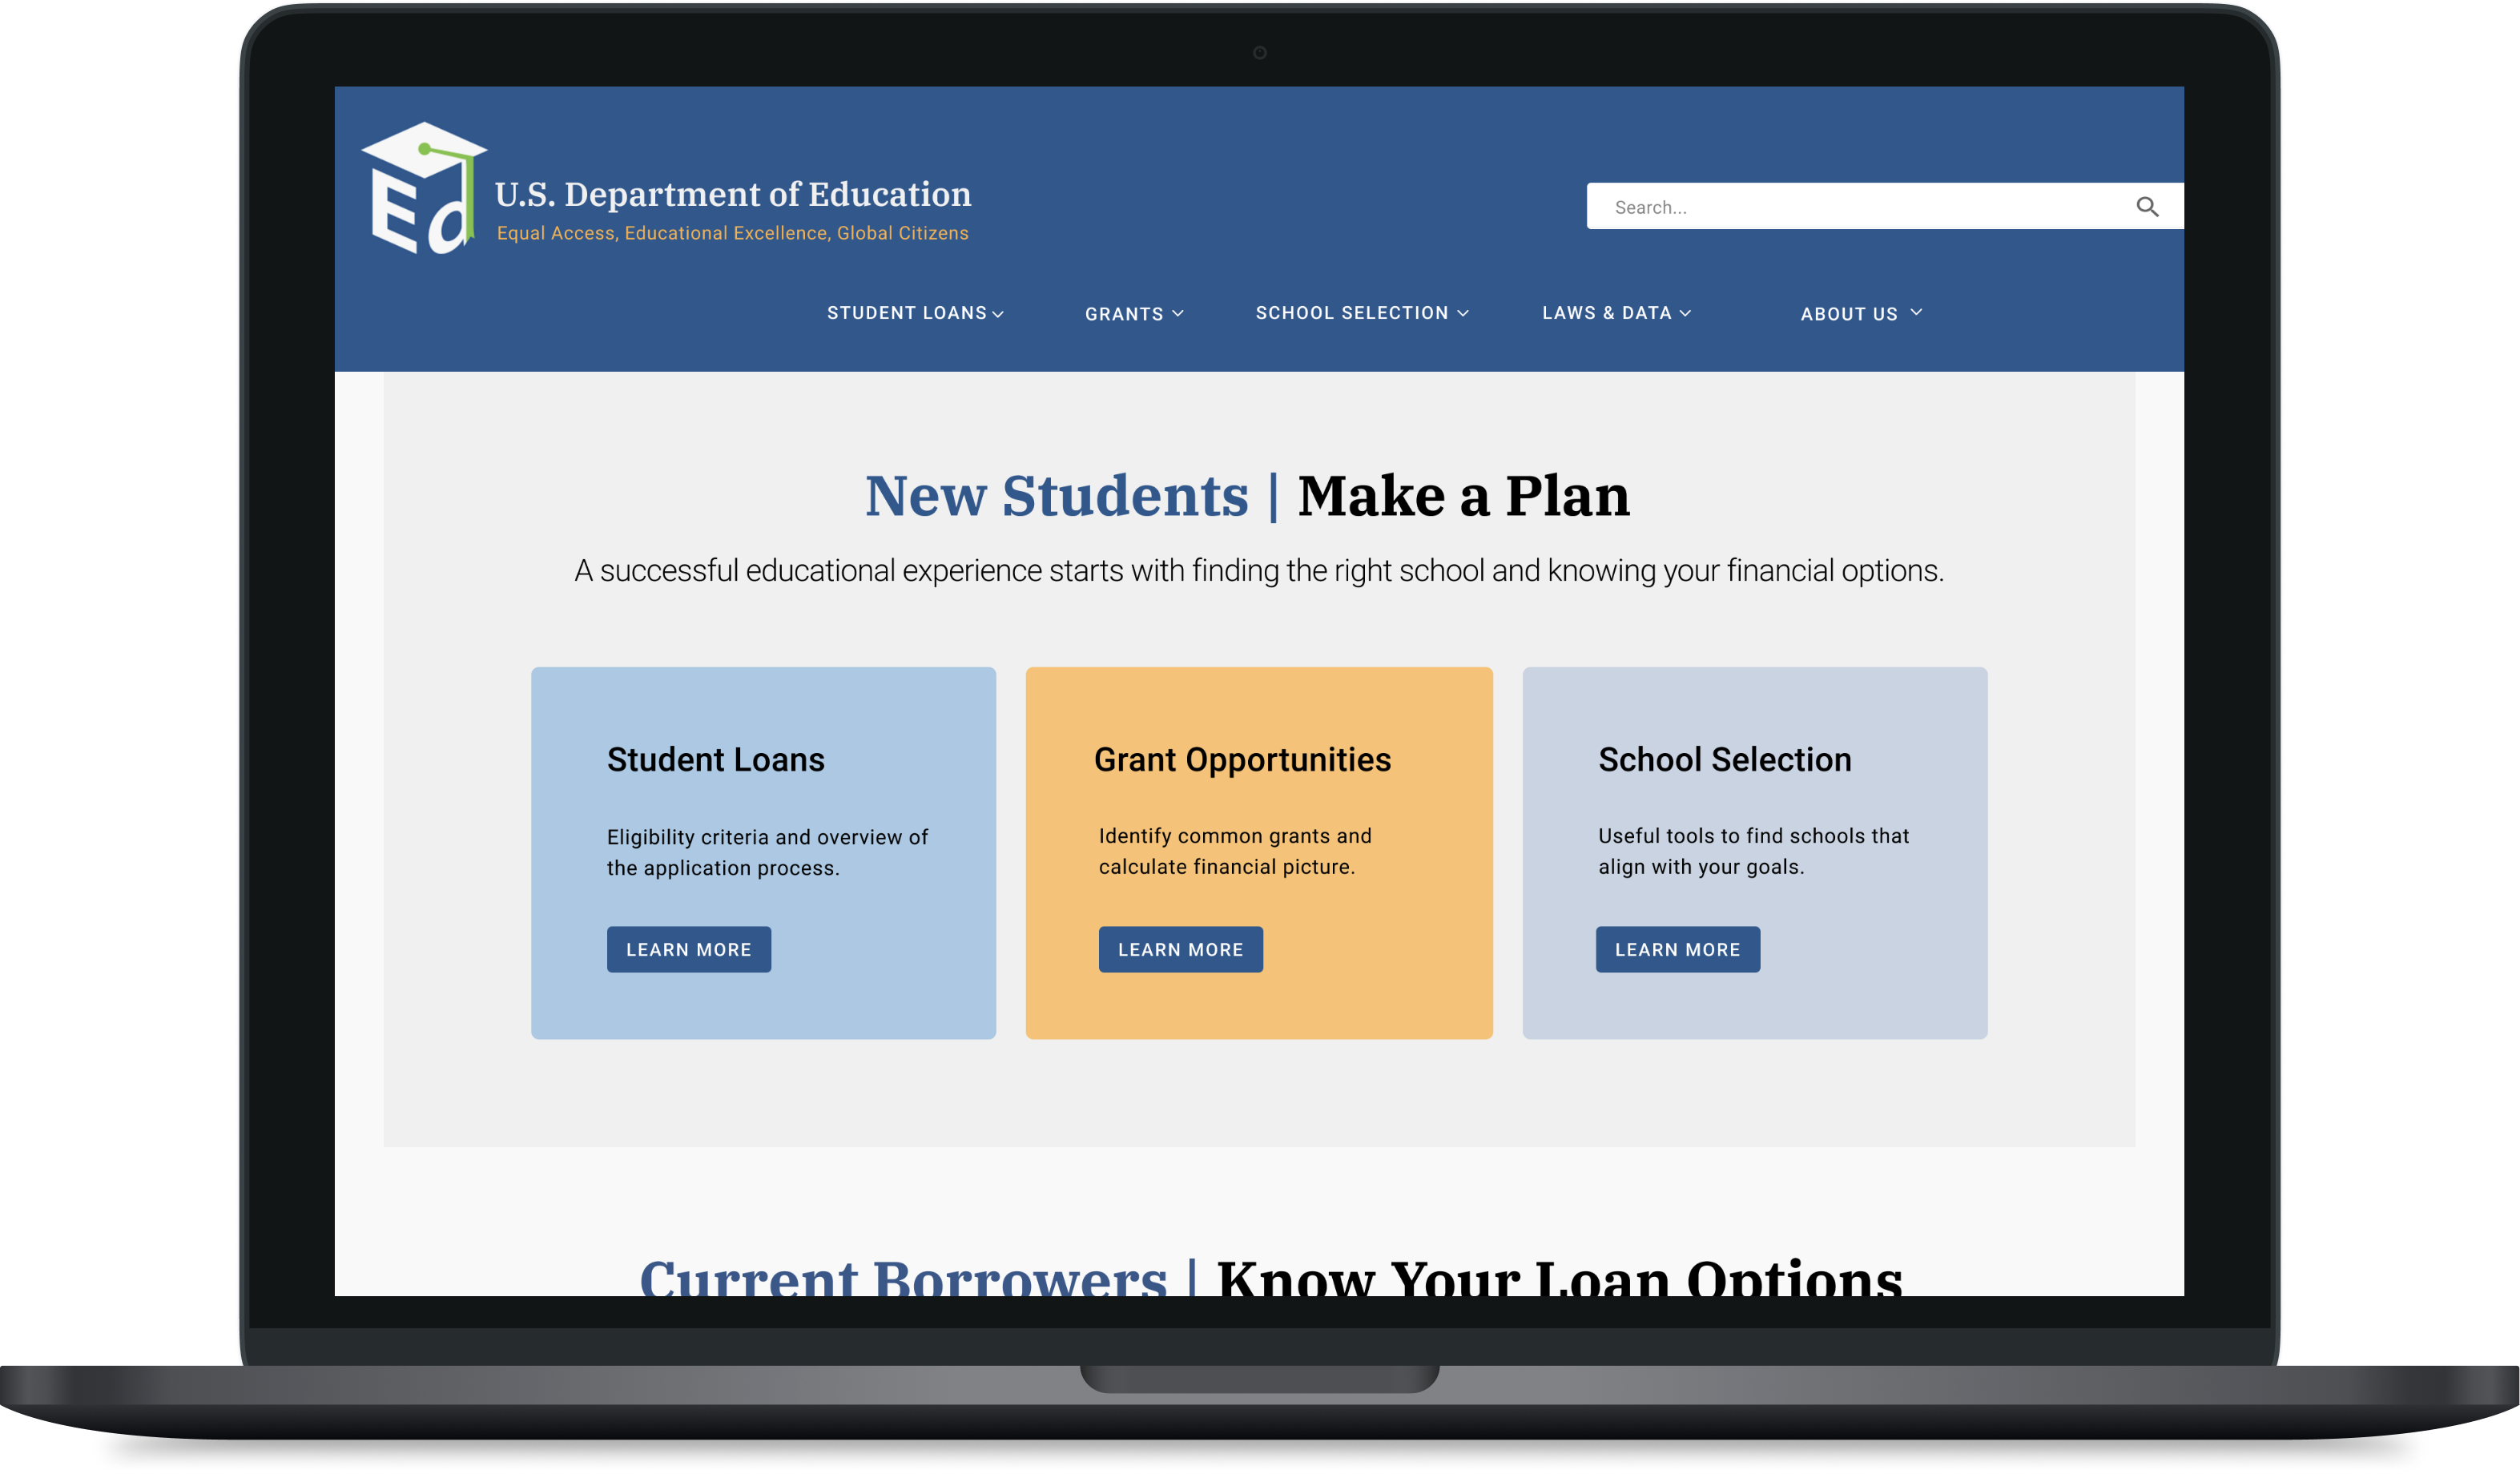 Ed
U.S. Department of Education
Equal Access, Educational Excellence, Global Citizens
Search...
STUDENT LOANS
GRANTS
SCHOOL SELECTION
LAWS & DATA
ABOUT US
New Students | Make a Plan
A successful educational experience starts with finding the right school and knowing your financial options.
Student Loans
Eligibility criteria and overview of
the application process.
LEARN MORE
Grant Opportunities
Identify common grants and
calculate financial picture.
LEARN MORE
School Selection
Useful tools to find schools that
align with your goals.
LEARN MORE
Current Borrowers | Know Your Loan Options